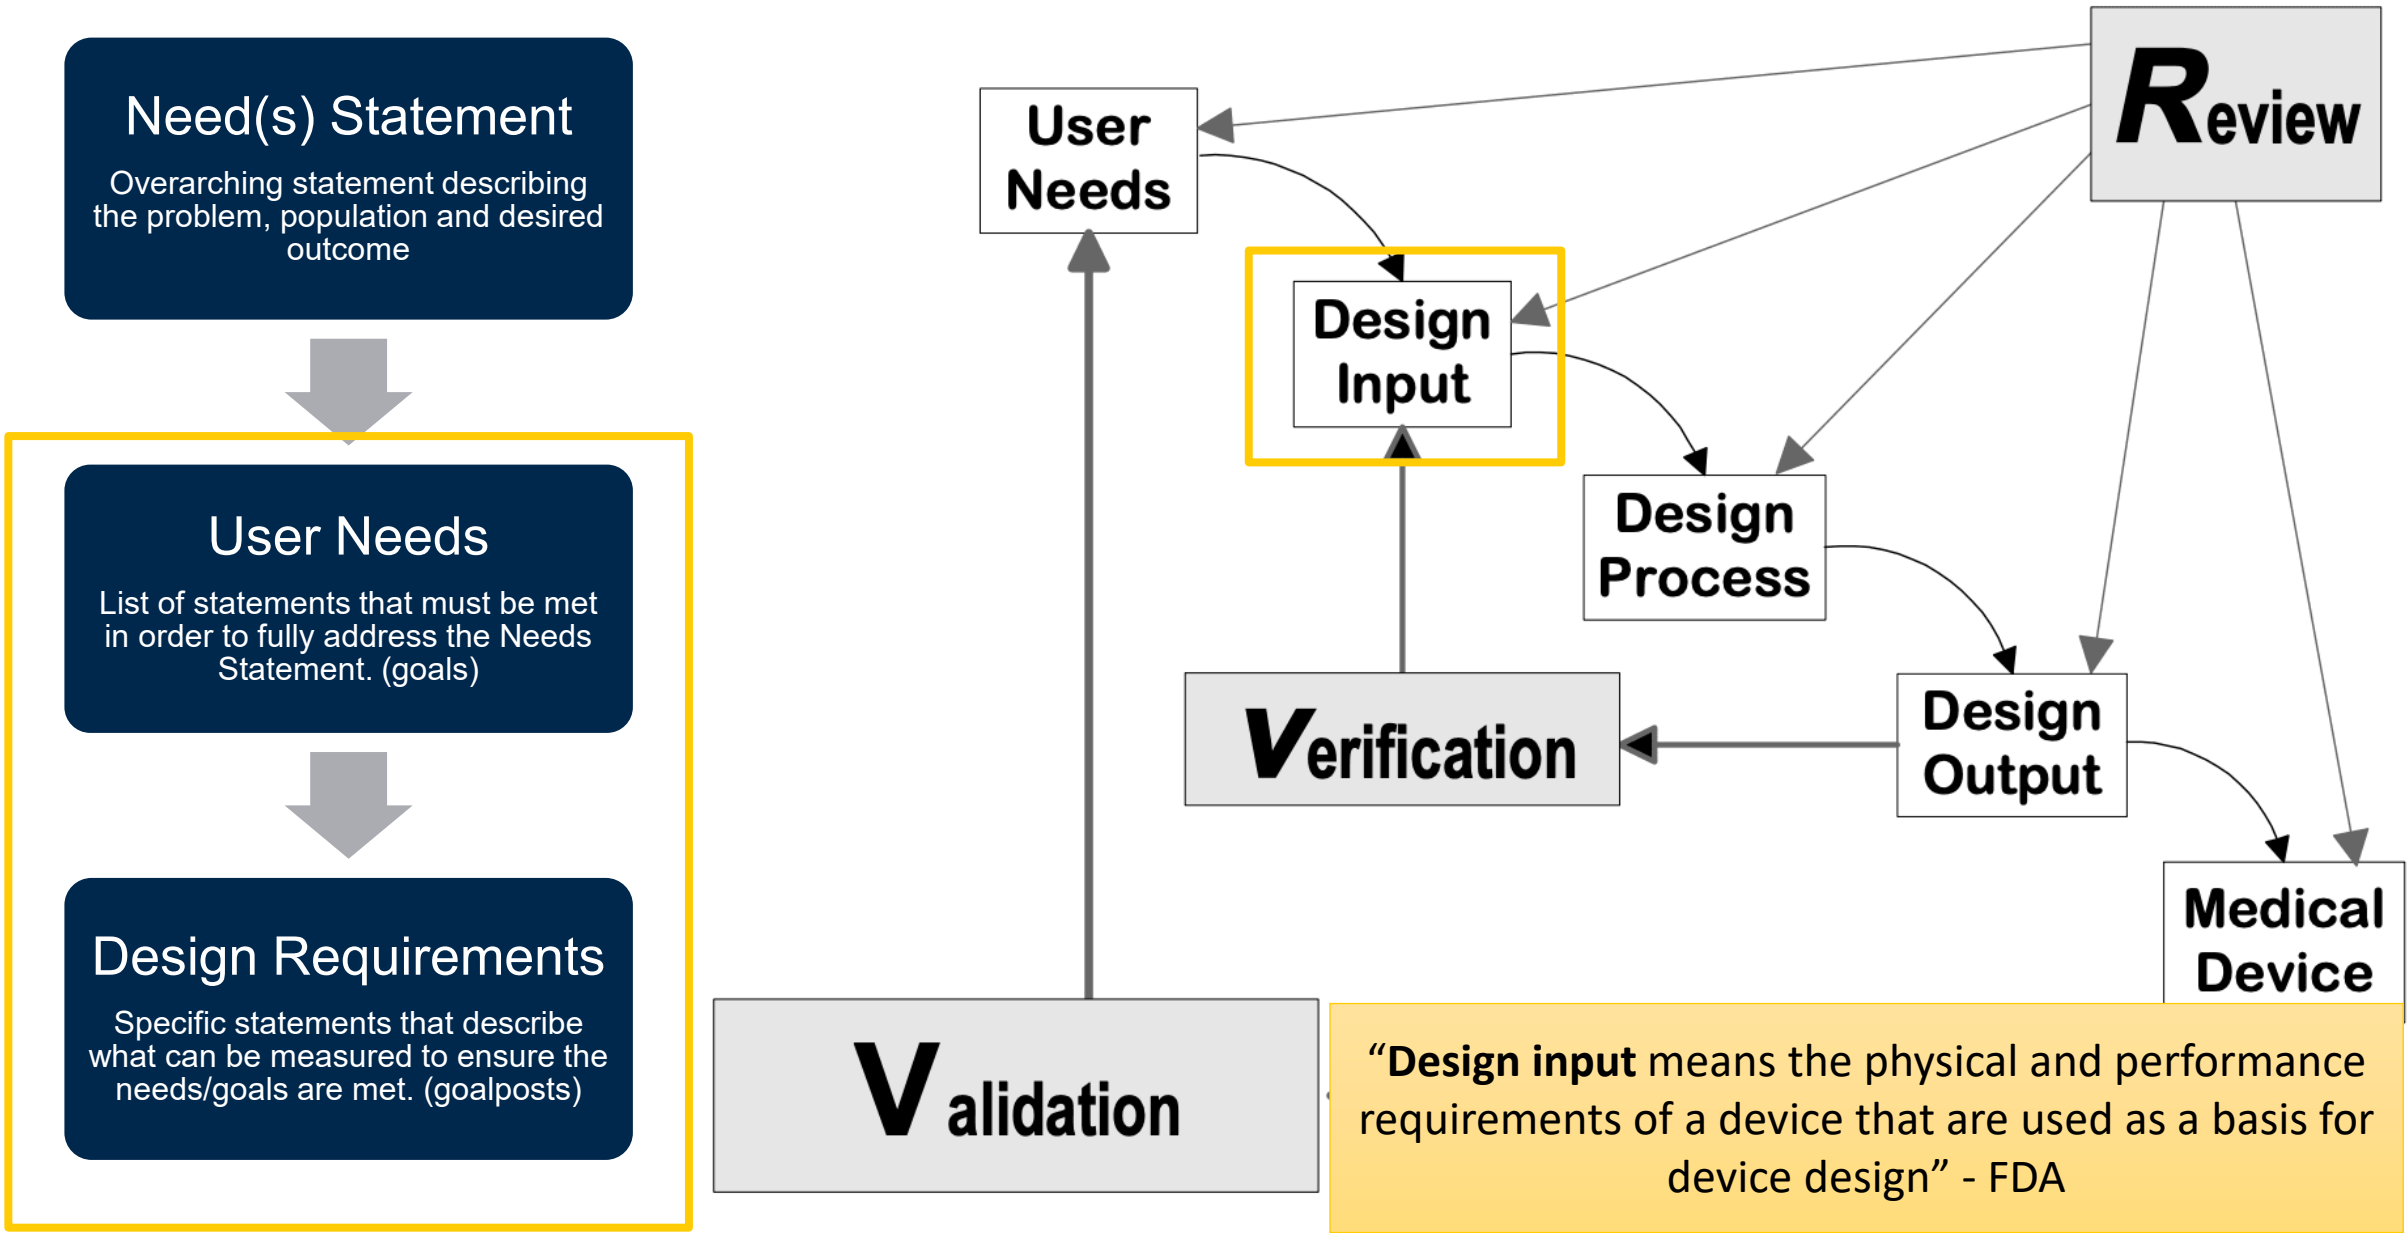 Need(s) Statement
Overarching statement describing
the problem, population and desired
outcome
User Needs
List of statements that must be met
in order to fully address the Needs
Statement. (goals)
Design Requirements
Specific statements that describe
what can be measured to ensure the
needs/goals are met. (goalposts)
Review
User
Needs
Design
Input
Design
Process
Verification
Design
Output
Medical
Device
Validation
“Design input means the physical and performance
requirements of a device that are used as a basis for
device design” - FDA